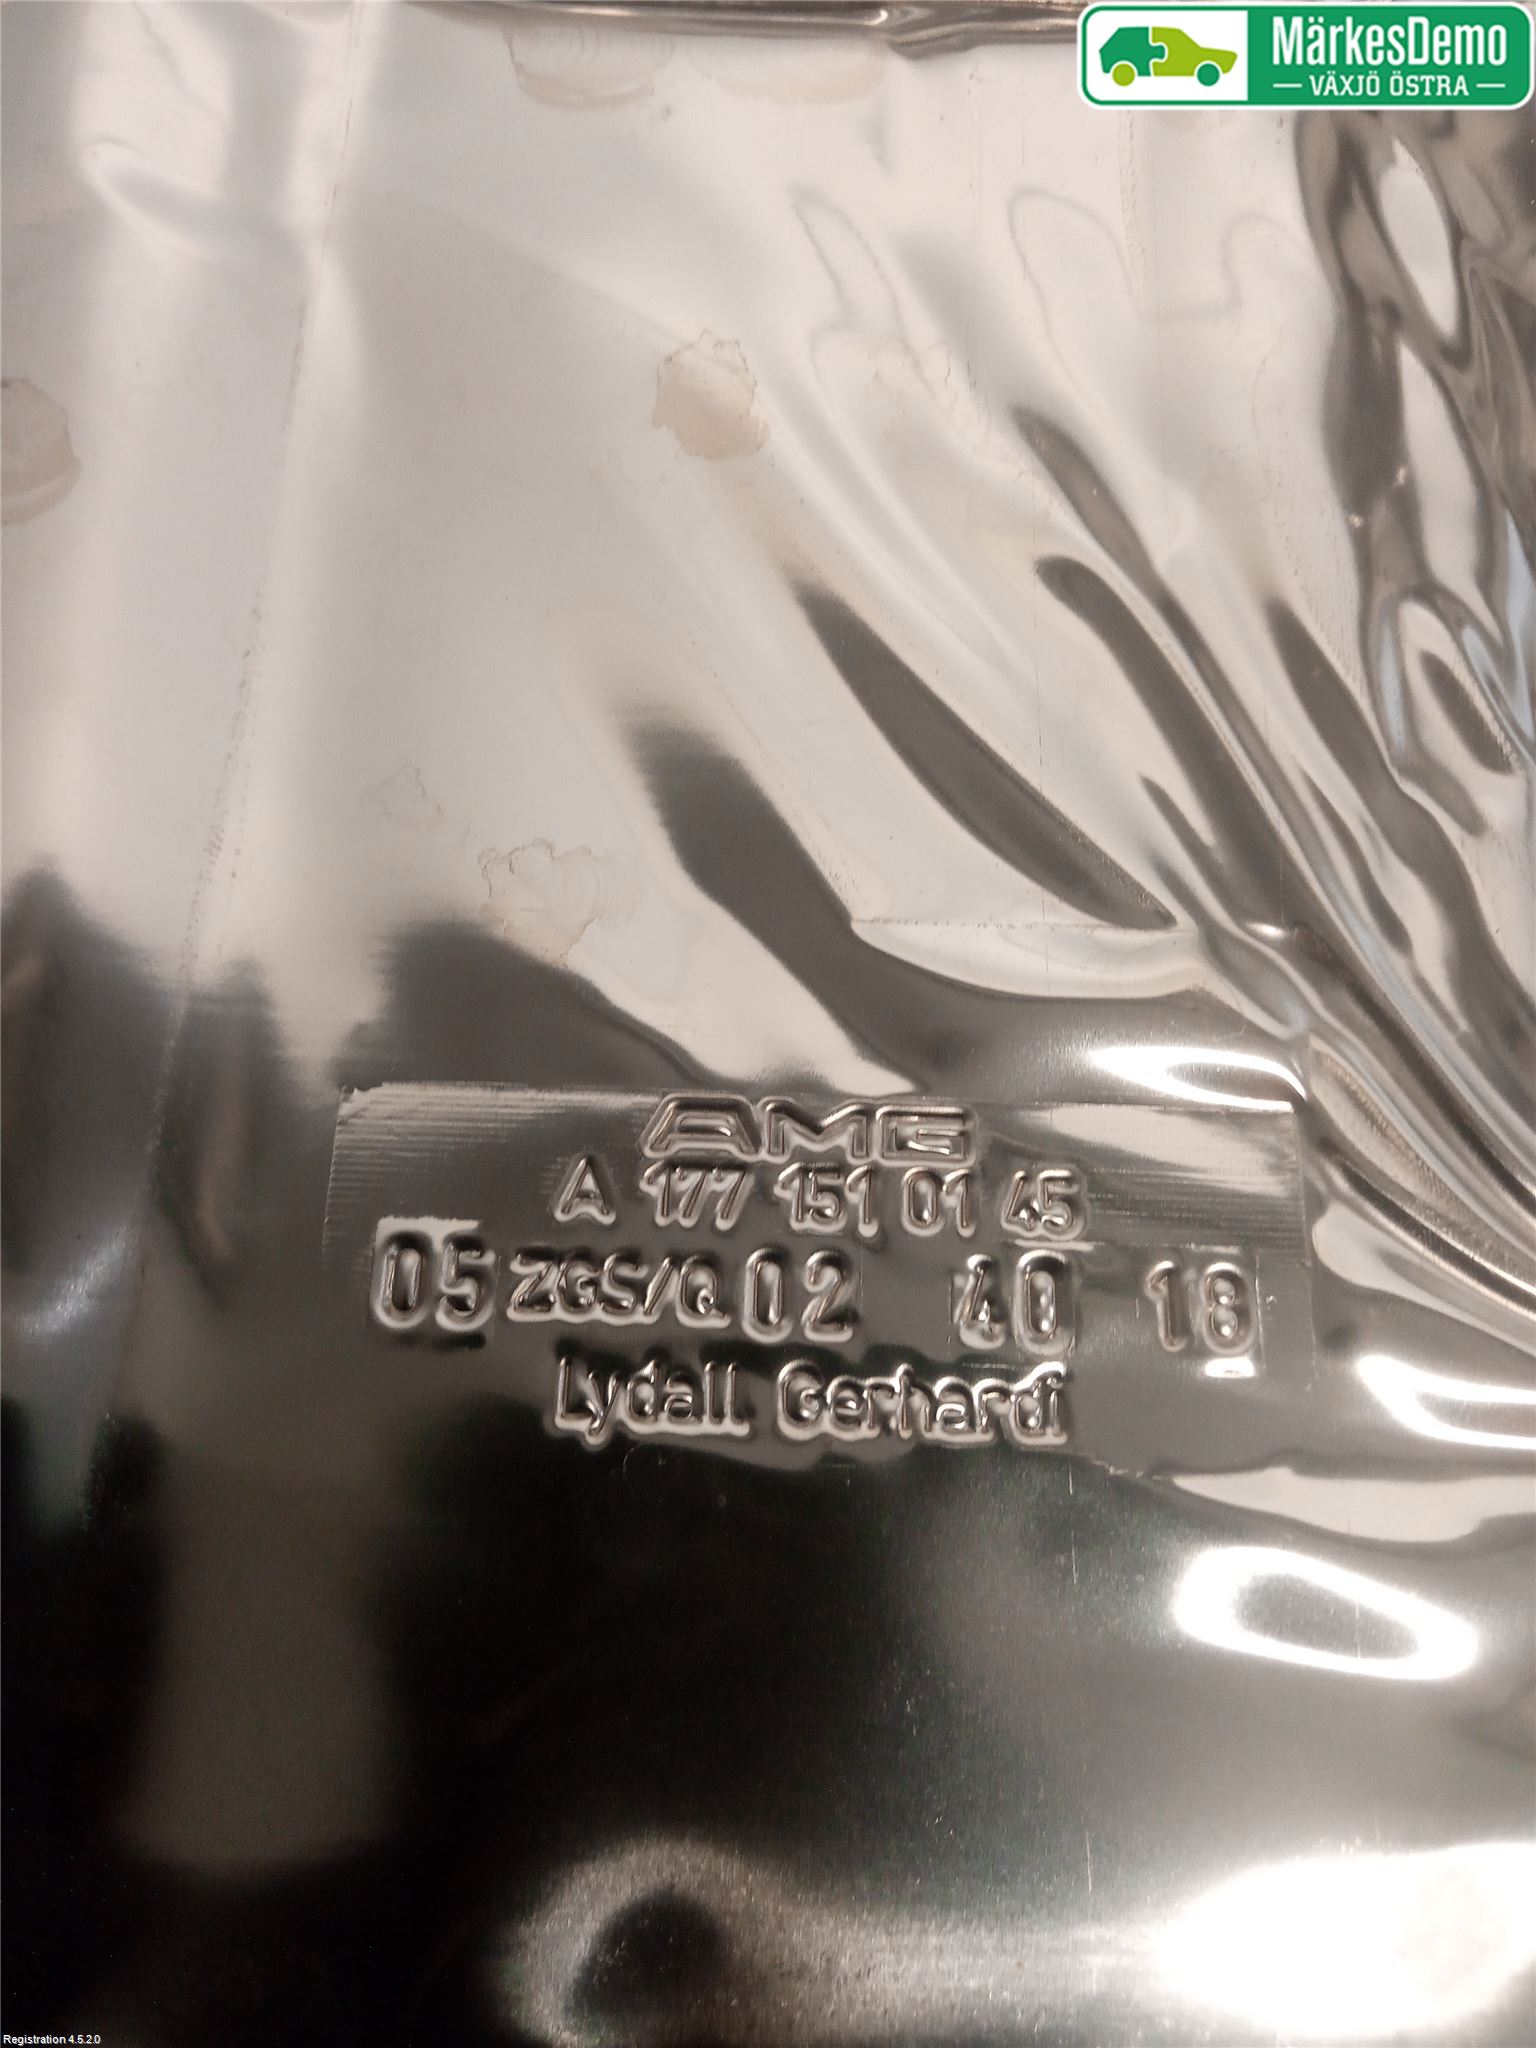 MärkesDemo
VÄXJÖ ÖSTRA
AMG
A 177 151 01 45
05 ZGS/Q 02 40 18
Lydall Gerhardi
Registration 4.5.2.0